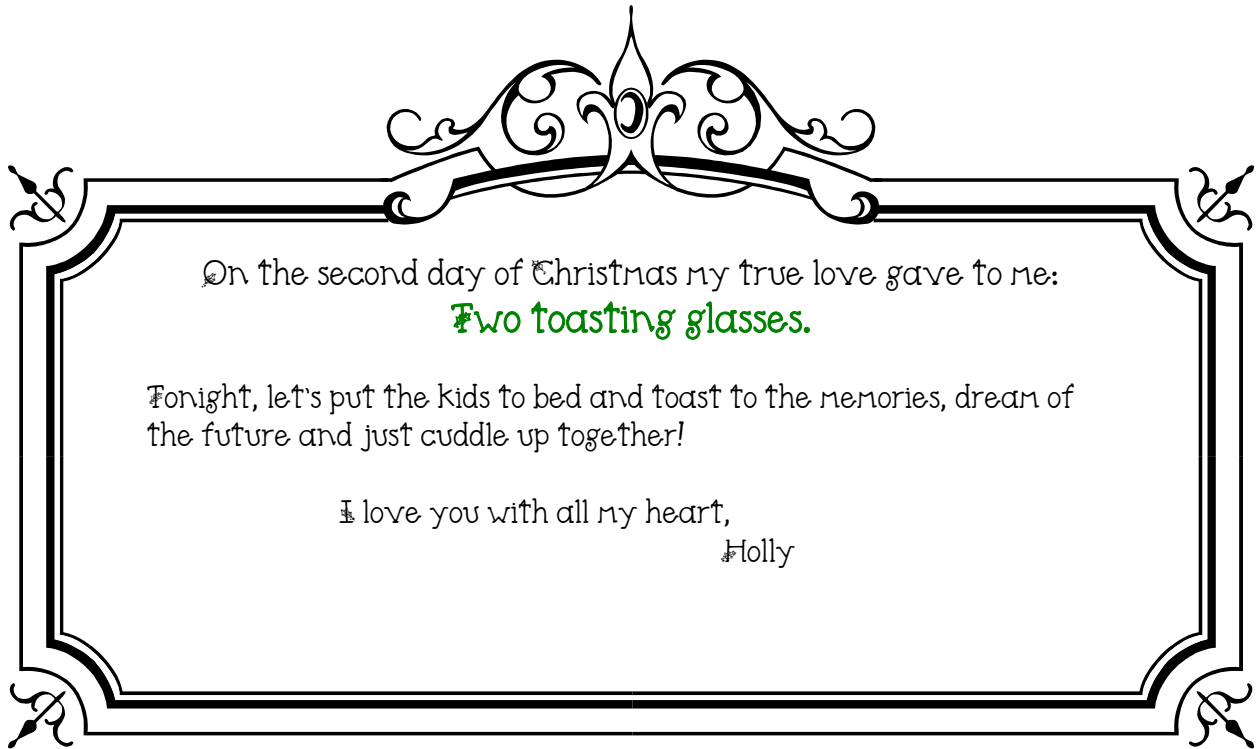 On the second day of Christmas my true love gave to me:
Two toasting glasses.
Tonight, let's put the kids to bed and toast to the memories, dream of
the future and just cuddle up together!
I love you with all my heart,
Holly